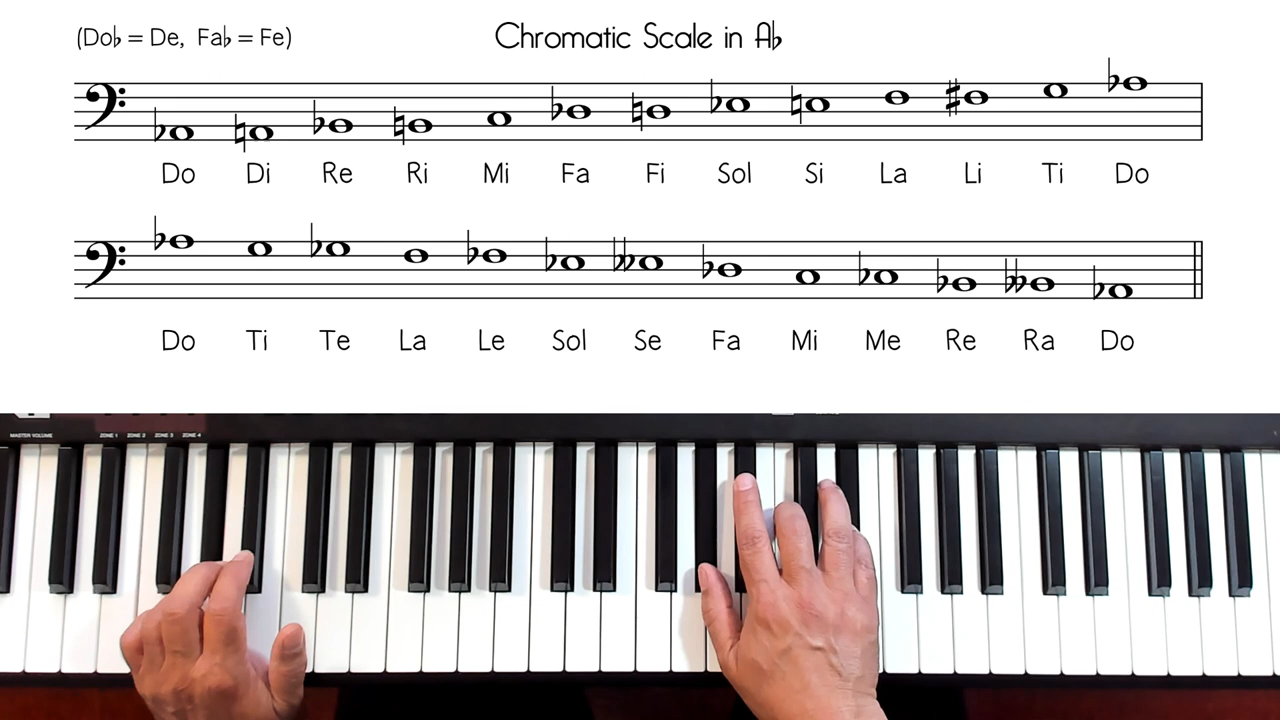 (Do♭ = De, Fa♭ = Fe)
Chromatic Scale in A♭
Do Di Re Ri Mi Fa Fi Sol Si La Li Ti Do
Do Ti Te La Le Sol Se Fa Mi Me Re Ra Do
MASTER VOLUME ZONE 1 ZONE 2 ZONE 3 ZONE 4